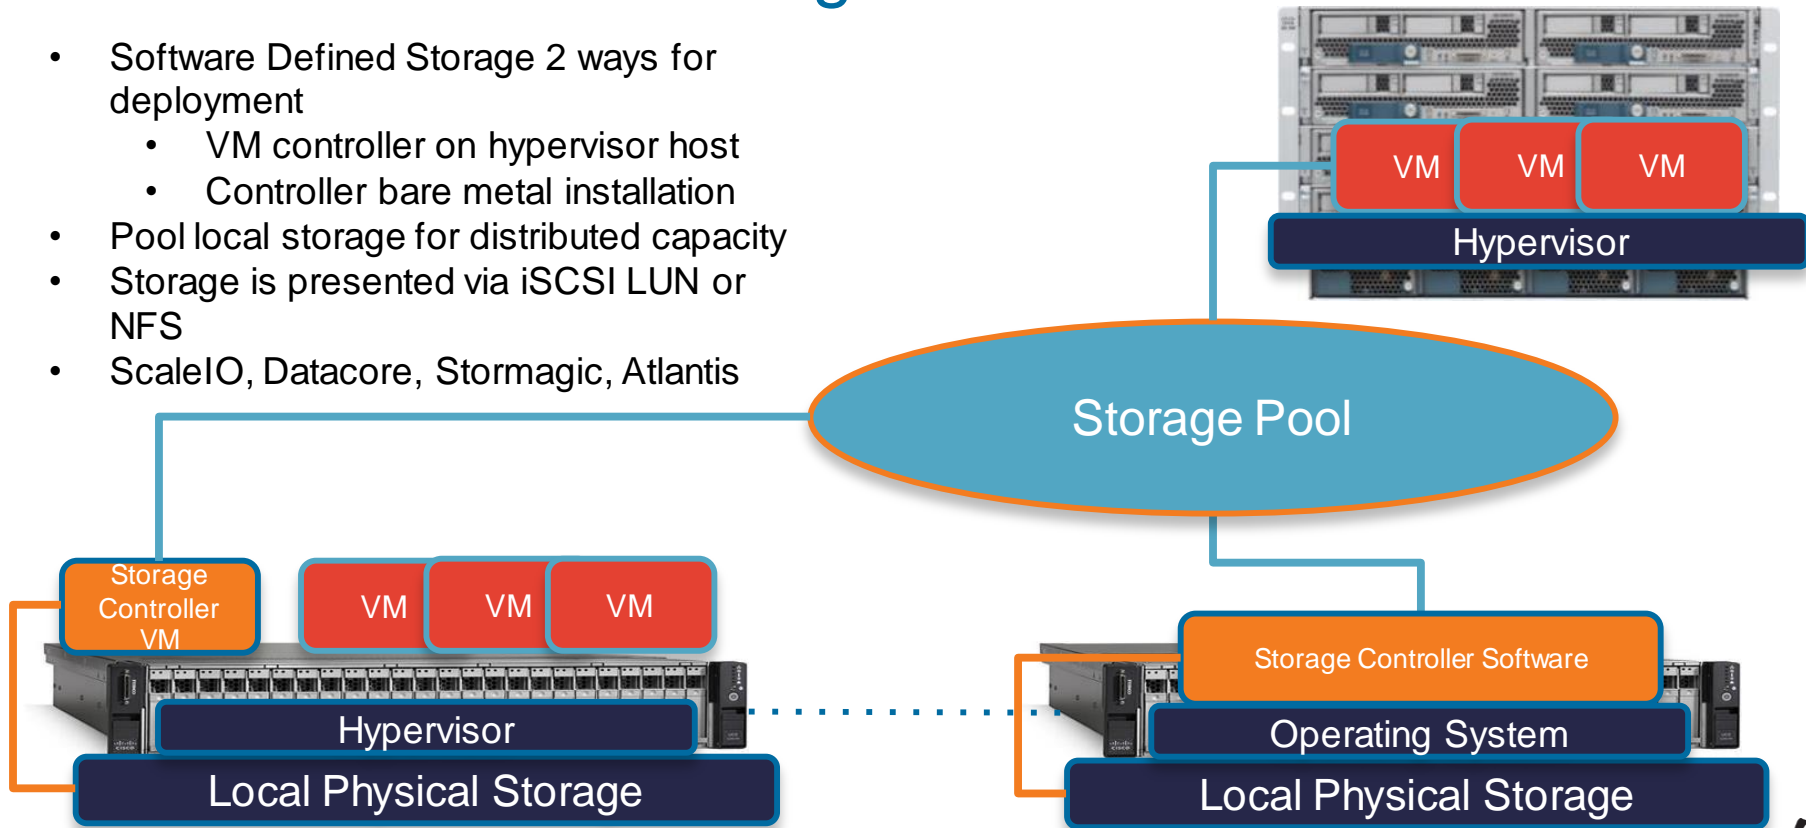 • Software Defined Storage 2 ways for
deployment
• VM controller on hypervisor host
• Controller bare metal installation
• Pool local storage for distributed capacity
• Storage is presented via iSCSI LUN or
NFS
• ScaleIO, Datacore, Stormagic, Atlantis
VM VM VM
Hypervisor
Storage Pool
Storage
Controller
VM
VM VM VM
Hypervisor
Local Physical Storage
Storage Controller Software
Operating System
Local Physical Storage